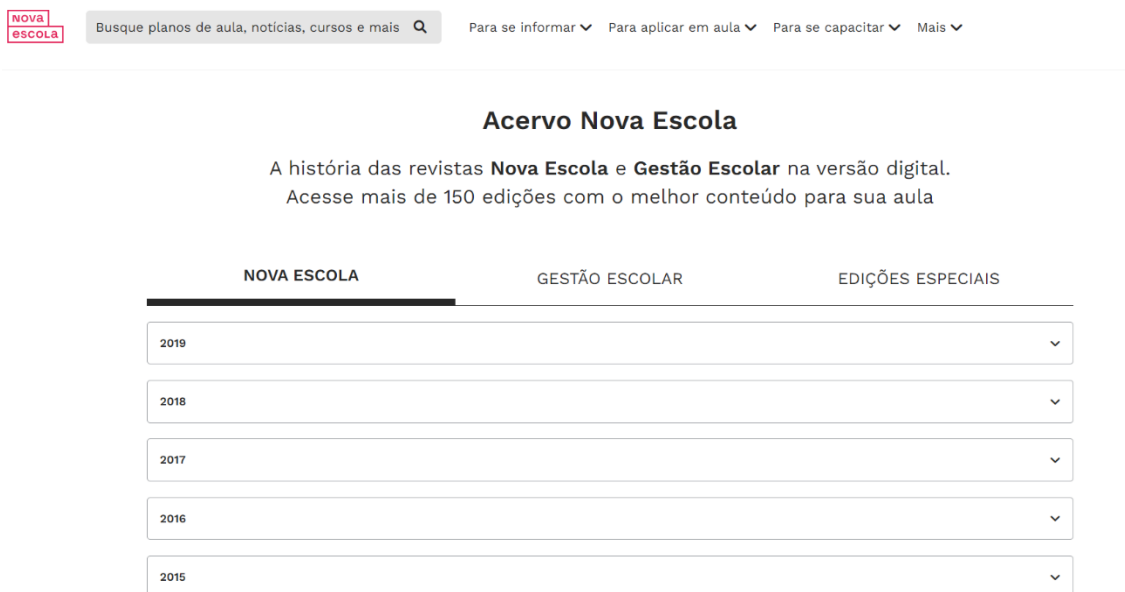 NOVA
ESCOLA
Busque planos de aula, notícias, cursos e mais
Para se informar Para aplicar em aula Para se capacitar Mais
Acervo Nova Escola
A história das revistas Nova Escola e Gestão Escolar na versão digital.
Acesse mais de 150 edições com o melhor conteúdo para sua aula
NOVA ESCOLA GESTÃO ESCOLAR EDIÇÕES ESPECIAIS
2019
2018
2017
2016
2015